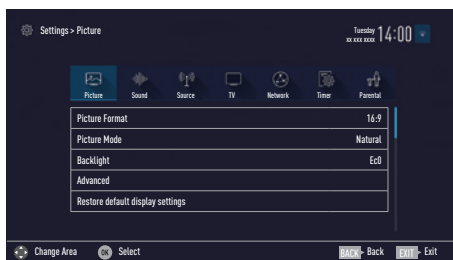 Settings > Picture
Tuesday 14:00
xx xxx xxxx
Picture Sound Source TV Network Timer Parental
Picture Format 16:9
Picture Mode Natural
Backlight Ec0
Advanced
Restore default display settings
Change Area OK Select BACK Back EXIT Exit